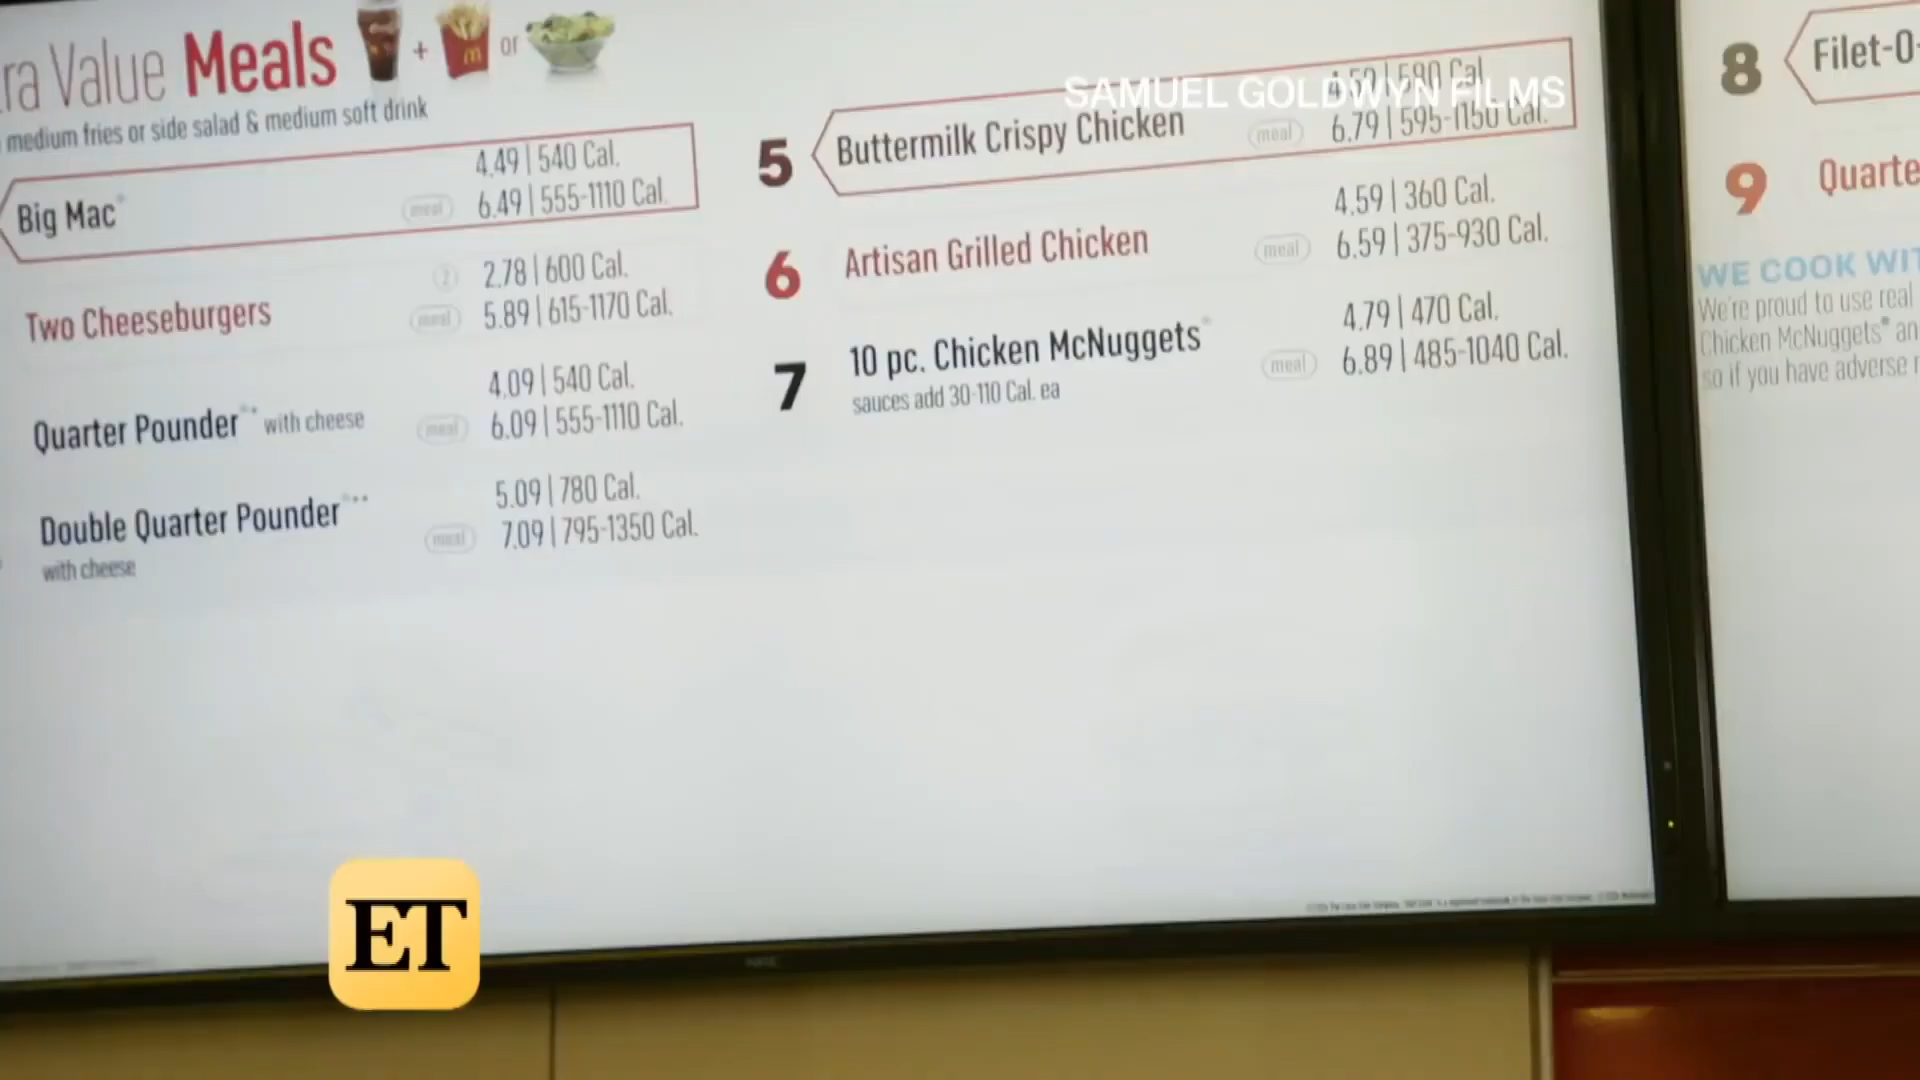 ra Value Meals + or
medium fries or side salad & medium soft drink
Big Mac
4.49 | 540 Cal.
meal 6.49 | 555-1110 Cal.
Two Cheeseburgers
2 2.78 | 600 Cal.
meal 5.89 | 615-1170 Cal.
Quarter Pounder with cheese
4.09 | 540 Cal.
meal 6.09 | 555-1110 Cal.
Double Quarter Pounder
with cheese
5.09 | 780 Cal.
meal 7.09 | 795-1350 Cal.
SAMUEL GOLDWYN FILMS
5 Buttermilk Crispy Chicken
4.59 | 580 Cal.
meal 6.79 | 595-1150 Cal.
6 Artisan Grilled Chicken
4.59 | 360 Cal.
meal 6.59 | 375-930 Cal.
7 10 pc. Chicken McNuggets
sauces add 30-110 Cal. ea
4.79 | 470 Cal.
meal 6.89 | 485-1040 Cal.
8 Filet-O-
9 Quarte
WE COOK WIT
We're proud to use real
Chicken McNuggets® an
so if you have adverse r
ET